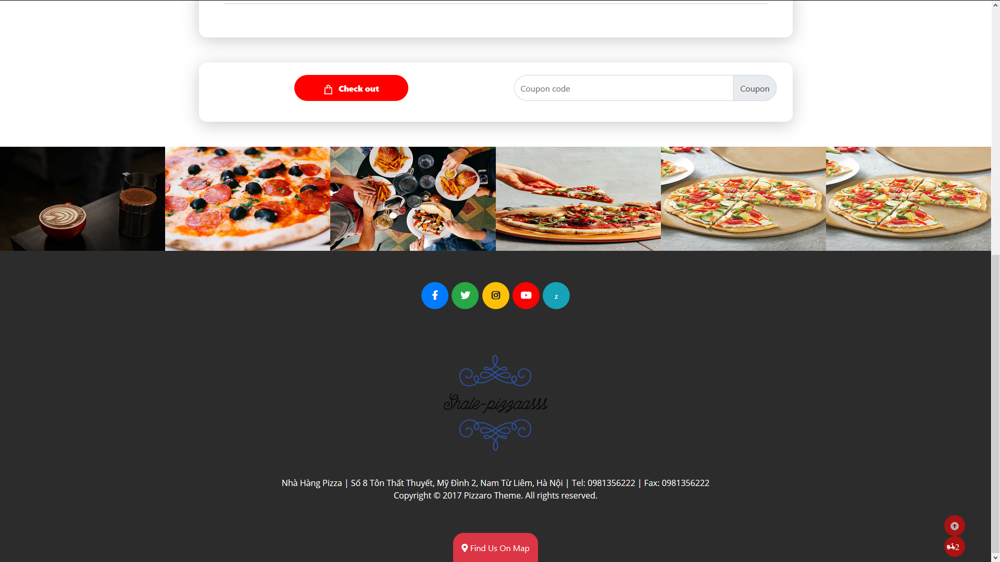 Check out
Coupon code
Coupon
z
Shale-pizzaasss
Nhà Hàng Pizza | Số 8 Tôn Thất Thuyết, Mỹ Đình 2, Nam Từ Liêm, Hà Nội | Tel: 0981356222 | Fax: 0981356222
Copyright © 2017 Pizzaro Theme. All rights reserved.
Find Us On Map
2